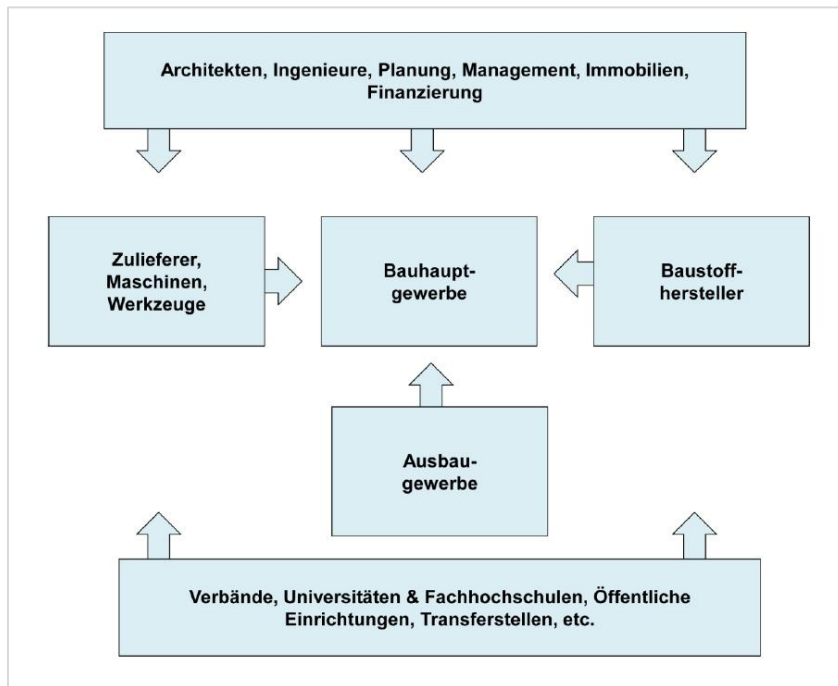 Architekten, Ingenieure, Planung, Management, Immobilien,
Finanzierung
Zulieferer,
Maschinen,
Werkzeuge
Bauhaupt-
gewerbe
Baustoff-
hersteller
Ausbau-
gewerbe
Verbände, Universitäten & Fachhochschulen, Öffentliche
Einrichtungen, Transferstellen, etc.